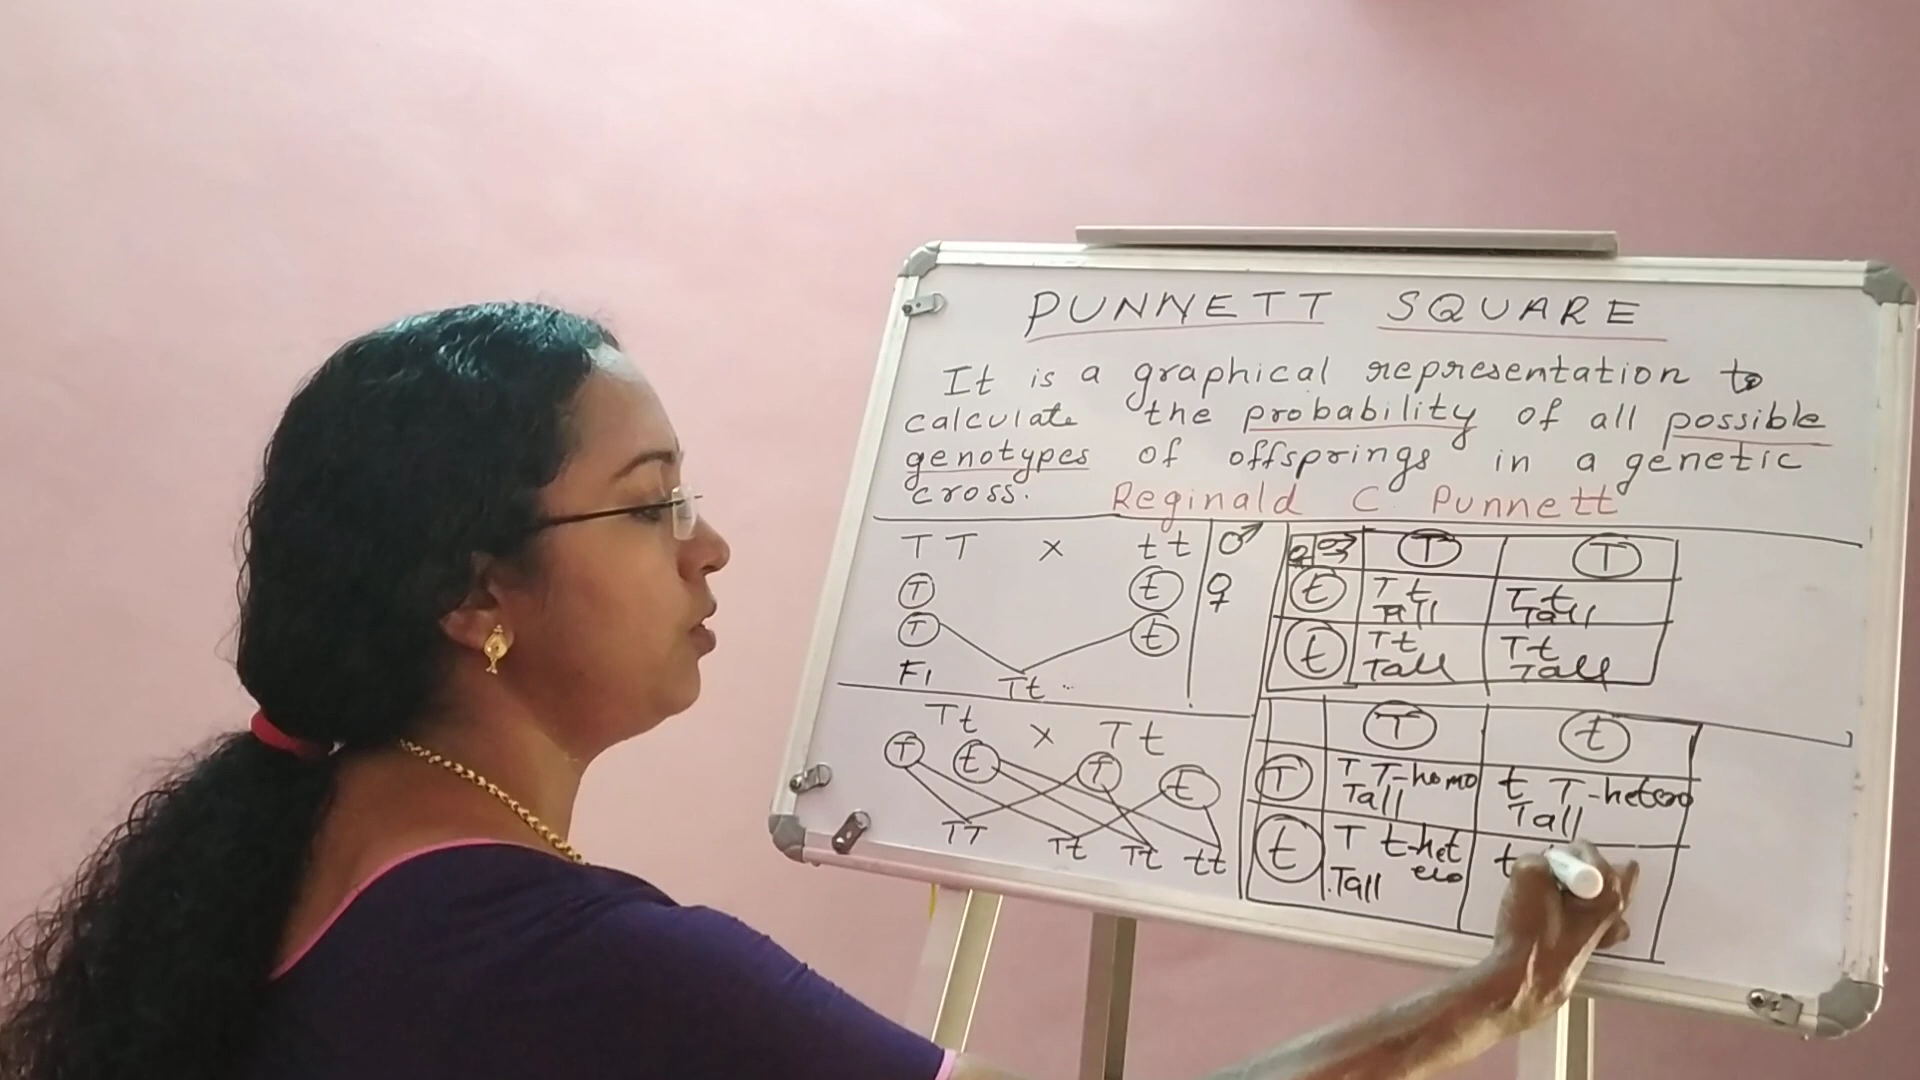 PUNNETT SQUARE
It is a graphical representation to
calculate the probability of all possible
genotypes of offsprings in a genetic
cross. Reginald C Punnett
TT × tt ♂
T t ♀
T t
F1 Tt
♀ ♂ T T
t Tt Tt
Tall Tall
t Tt Tt
Tall Tall
Tt × Tt
T t T t
TT Tt Tt tt
T t
T TT-homo tT-hetero
Tall Tall
t Tt-het t
ero
Tall